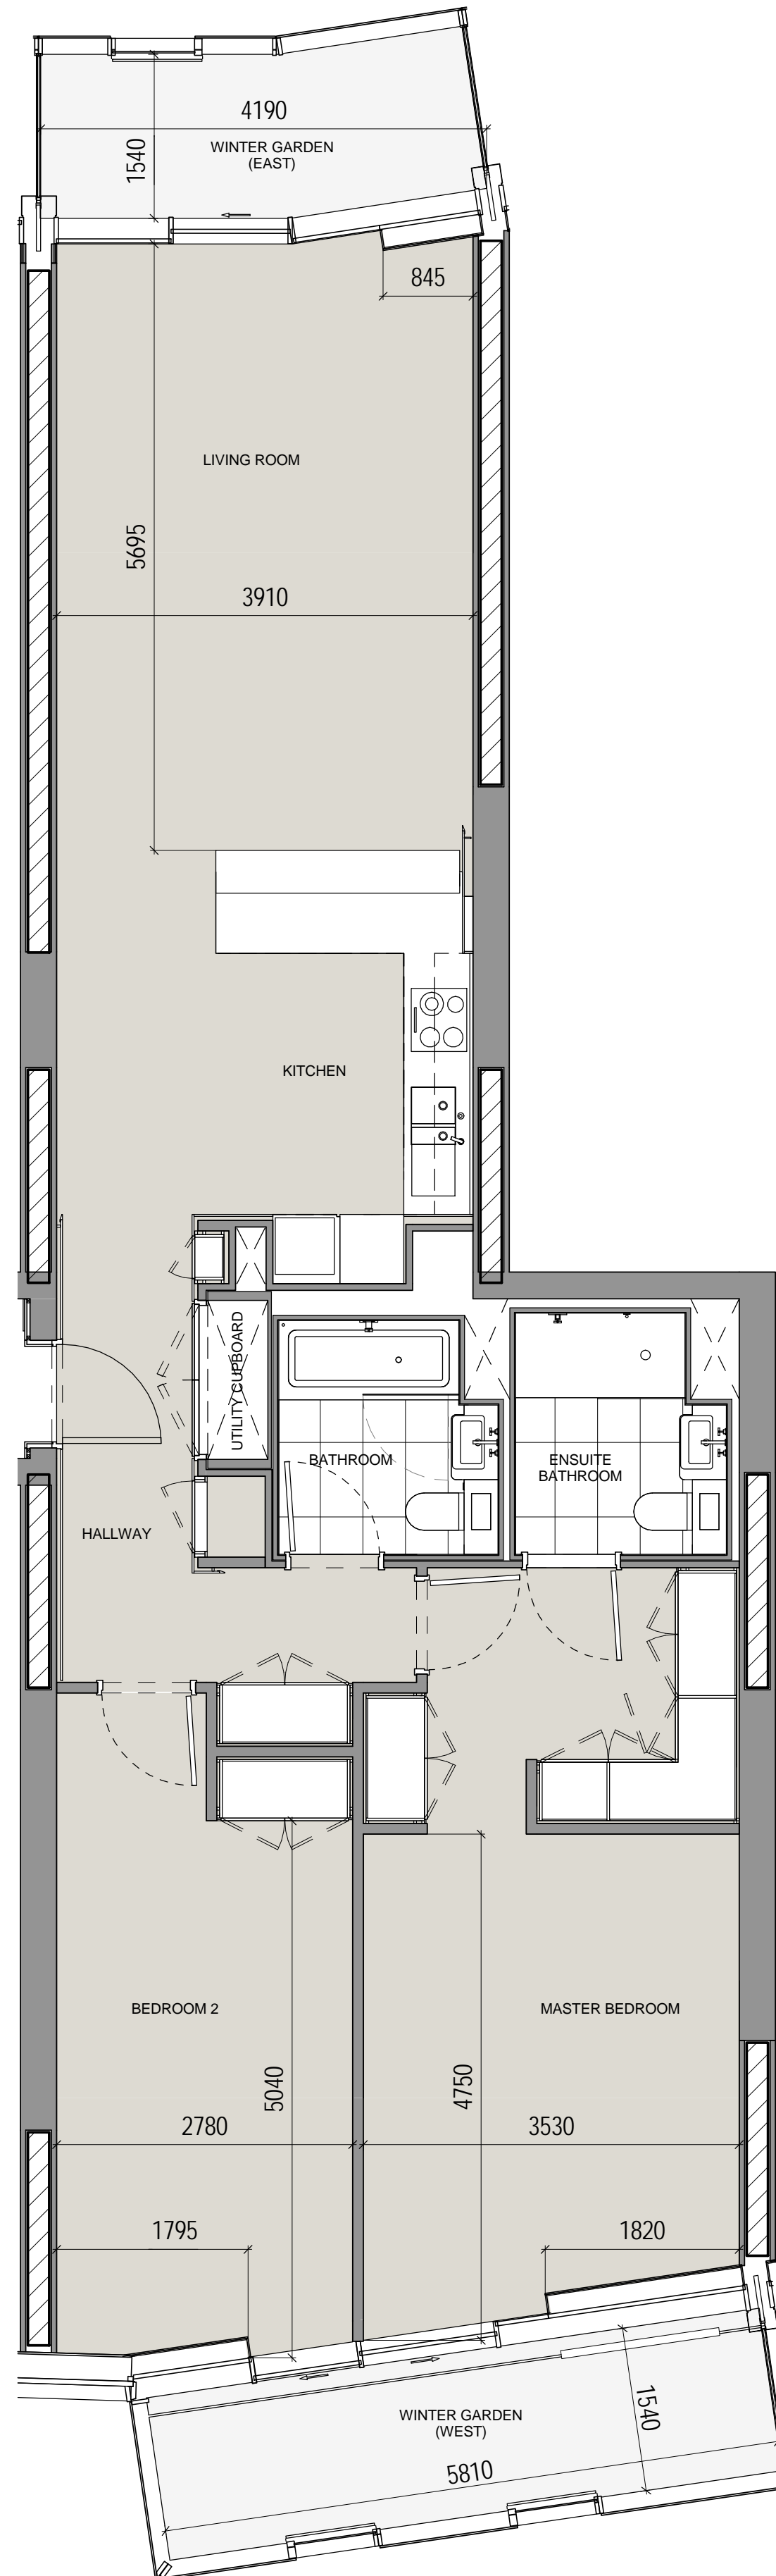 4190
1540
WINTER GARDEN
(EAST)
845
LIVING ROOM
5695
3910
KITCHEN
UTILITY CUPBOARD
BATHROOM
ENSUITE
BATHROOM
HALLWAY
BEDROOM 2
MASTER BEDROOM
5040
4750
2780
3530
1795
1820
WINTER GARDEN
(WEST)
1540
5810